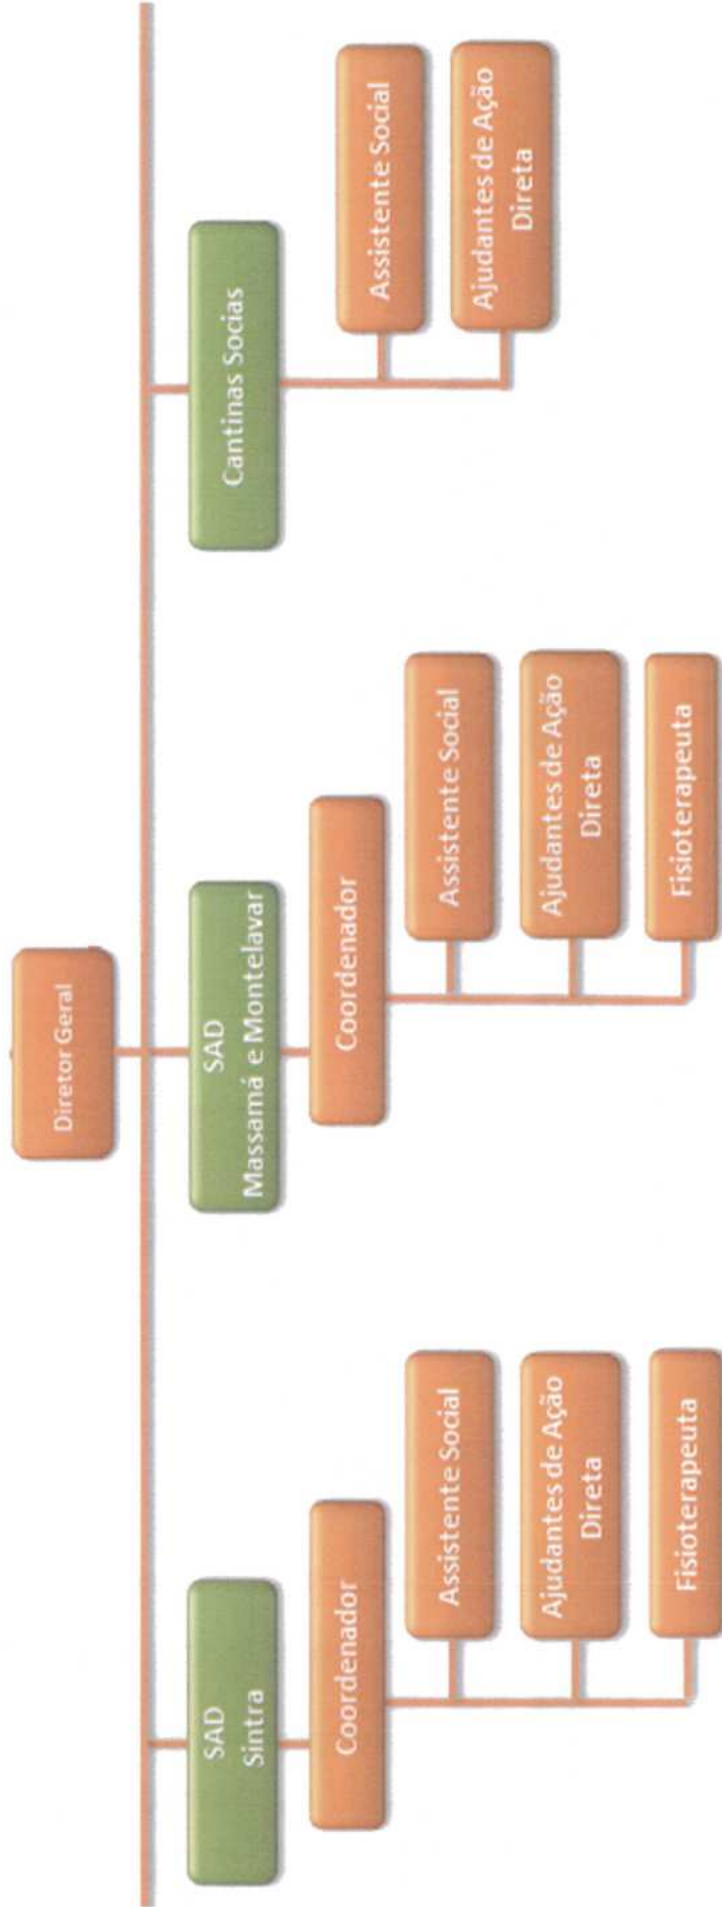 Diretor Geral
SAD
Sintra
Coordenador
Assistente Social
Ajudantes de Ação
Direta
Fisioterapeuta
SAD
Massamá e Montelavar
Coordenador
Assistente Social
Ajudantes de Ação
Direta
Fisioterapeuta
Cantinas Socias
Assistente Social
Ajudantes de Ação
Direta